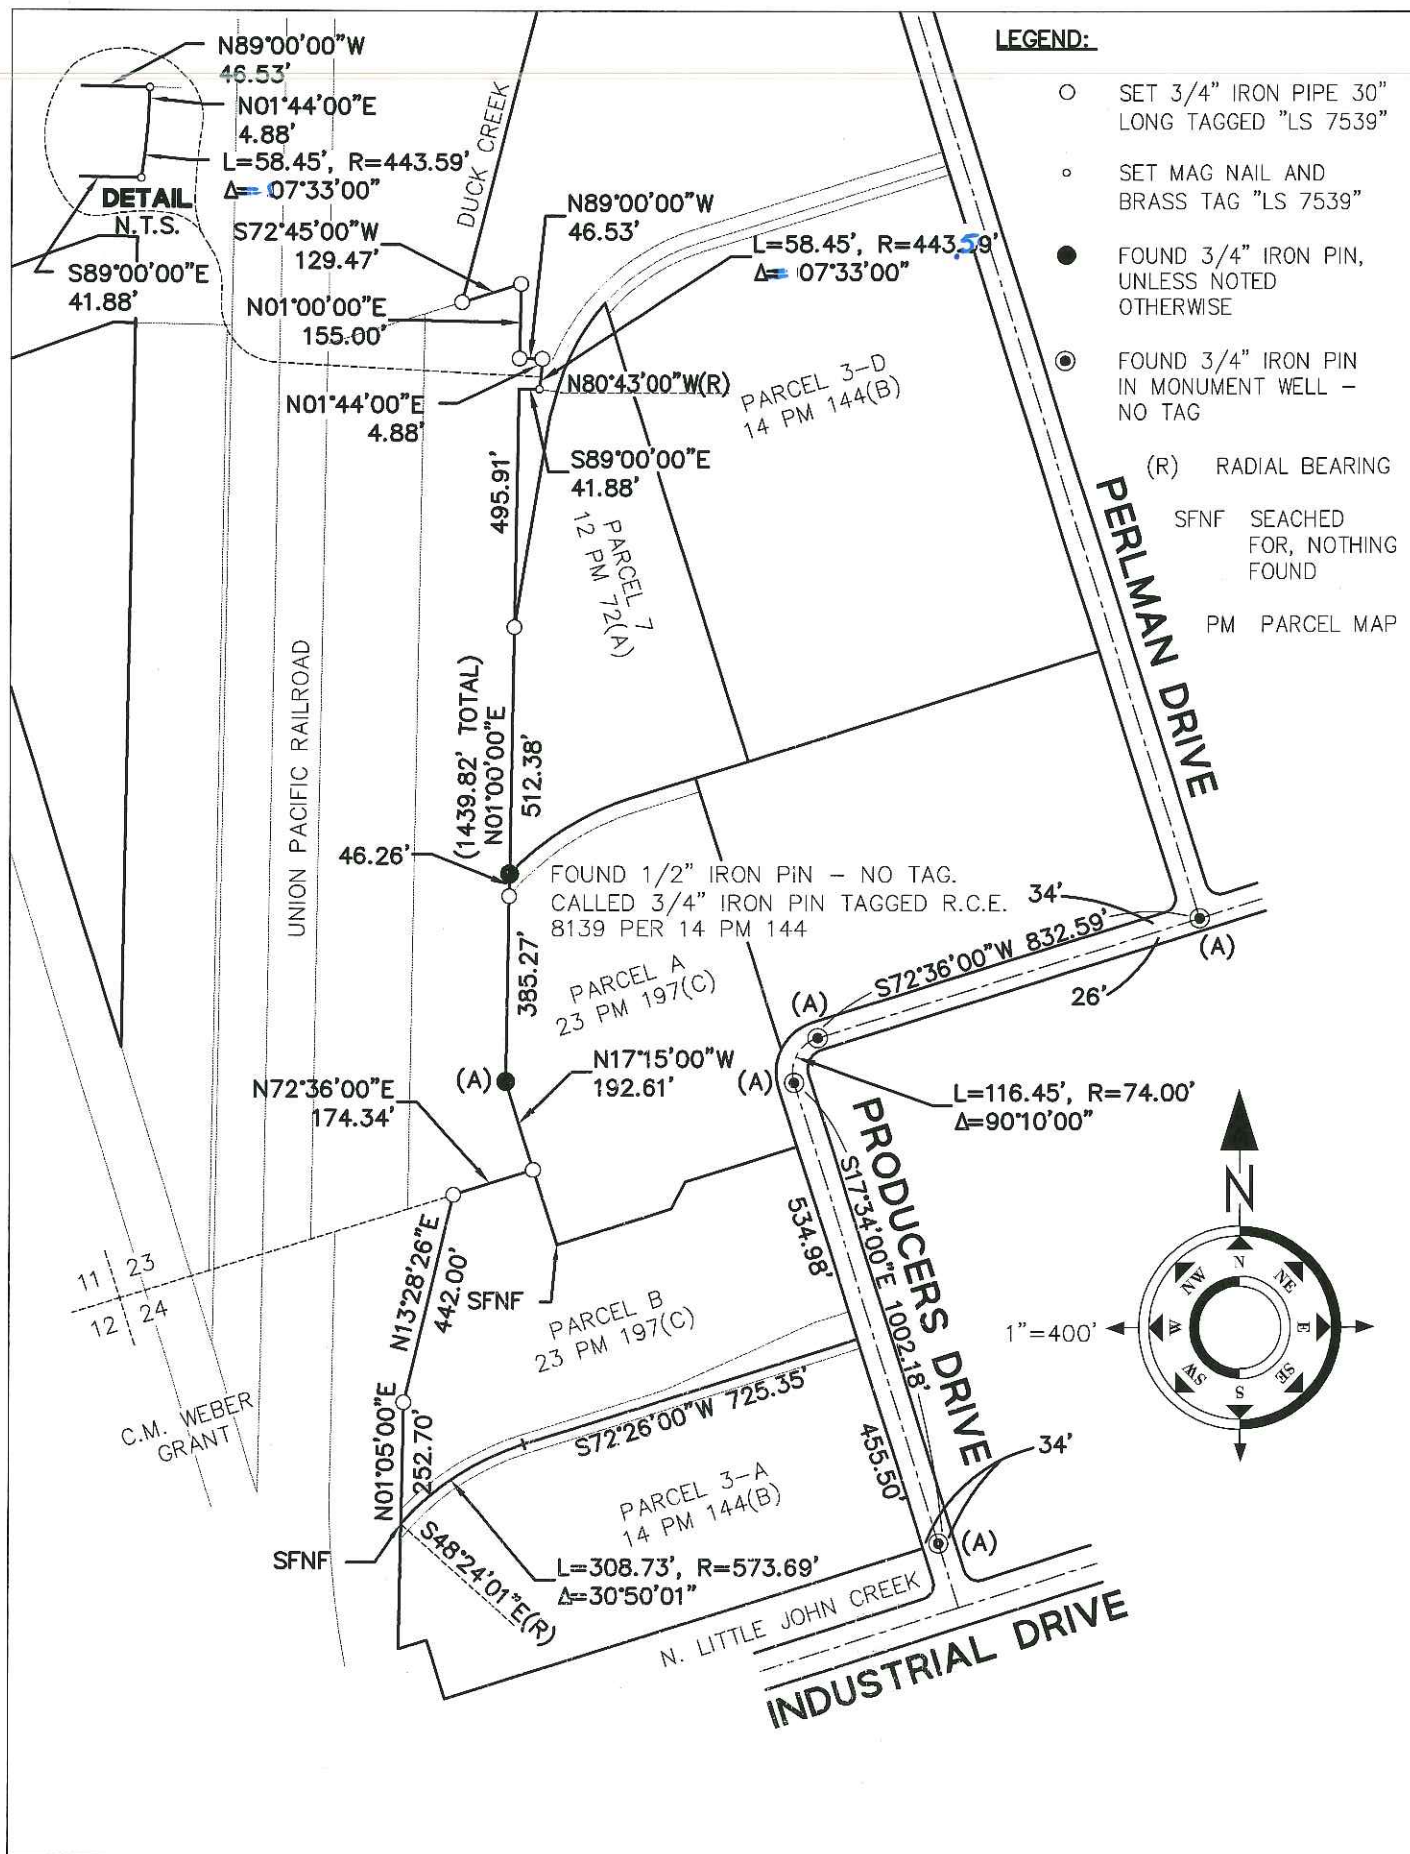 N89°00'00"W
46.53'
N01°44'00"E
4.88'
L=58.45', R=443.59'
Δ= 07°33'00"
DETAIL
N.T.S.
S89°00'00"E
41.88'
DUCK CREEK
S72°45'00"W
129.47'
N01°00'00"E
155.00'
N89°00'00"W
46.53'
L=58.45', R=443.59'
Δ= 07°33'00"
N80°43'00"W(R)
N01°44'00"E
4.88'
S89°00'00"E
41.88'
LEGEND:
SET 3/4" IRON PIPE 30"
LONG TAGGED "LS 7539"
SET MAG NAIL AND
BRASS TAG "LS 7539"
FOUND 3/4" IRON PIN,
UNLESS NOTED
OTHERWISE
FOUND 3/4" IRON PIN
IN MONUMENT WELL –
NO TAG
(R) RADIAL BEARING
SFNF SEACHED
FOR, NOTHING
FOUND
PM PARCEL MAP
PARCEL 3-D
14 PM 144(B)
495.91'
PARCEL 7
12 PM 72(A)
PERLMAN DRIVE
UNION PACIFIC RAILROAD
(1439.82' TOTAL)
N01°00'00"E
512.38'
46.26'
FOUND 1/2" IRON PIN – NO TAG.
CALLED 3/4" IRON PIN TAGGED R.C.E.
8139 PER 14 PM 144
34'
S72°36'00"W 832.59'
(A)
26'
385.27'
PARCEL A
23 PM 197(C)
(A)
(A)
(A)
N17°15'00"W
192.61'
N72°36'00"E
174.34'
L=116.45', R=74.00'
Δ=90°10'00"
PRODUCERS DRIVE
S17°34'00"E 1002.18'
534.98'
N13°28'26"E
442.00'
SFNF
PARCEL B
23 PM 197(C)
11 23
12 24
C.M. WEBER
GRANT
N
1"=400'
N
NE
E
SE
S
SW
W
NW
N01°05'00"E
252.70'
S72°26'00"W 725.35'
455.50'
34'
PARCEL 3-A
14 PM 144(B)
(A)
SFNF
S48°24'01"E(R)
L=308.73', R=573.69'
Δ=30°50'01"
N. LITTLE JOHN CREEK
INDUSTRIAL DRIVE